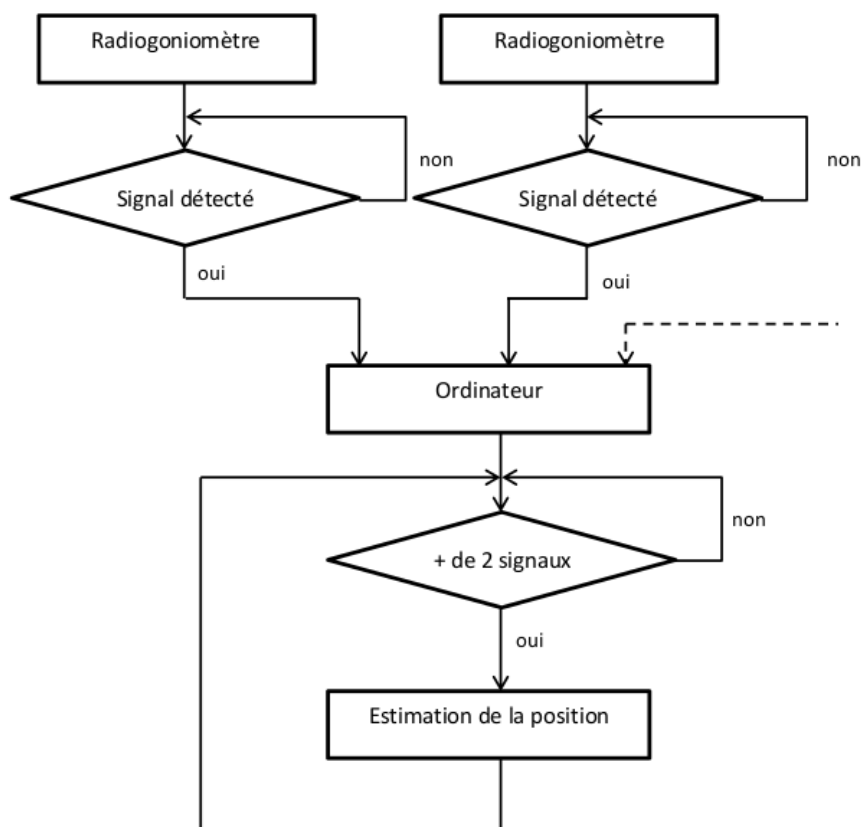 Radiogoniomètre
Radiogoniomètre
non
non
Signal détecté
Signal détecté
oui
oui
Ordinateur
non
+ de 2 signaux
oui
Estimation de la position